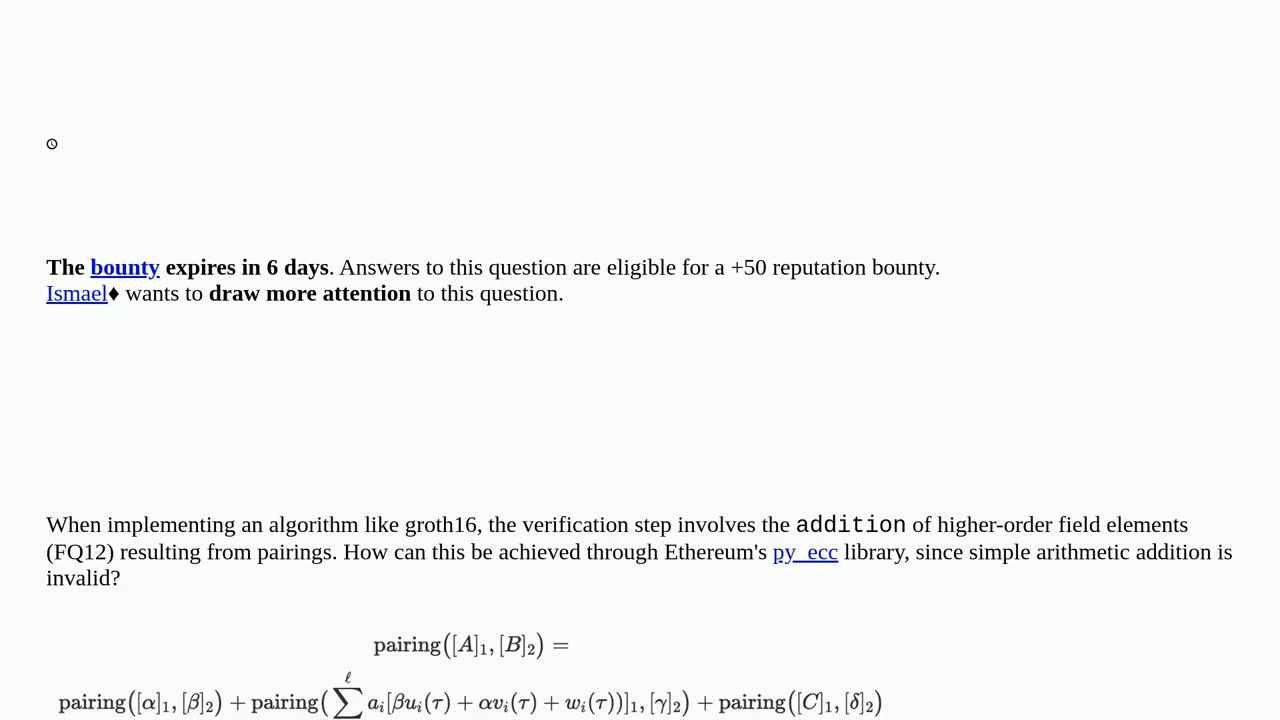 The bounty expires in 6 days. Answers to this question are eligible for a +50 reputation bounty.
Ismael♦ wants to draw more attention to this question.
When implementing an algorithm like groth16, the verification step involves the addition of higher-order field elements
(FQ12) resulting from pairings. How can this be achieved through Ethereum's py_ecc library, since simple arithmetic addition is
invalid?
pairing([A]₁, [B]₂) =
pairing([α]₁, [β]₂) + pairing(∑^ℓ aᵢ[βuᵢ(τ) + αvᵢ(τ) + wᵢ(τ))]₁, [γ]₂) + pairing([C]₁, [δ]₂)